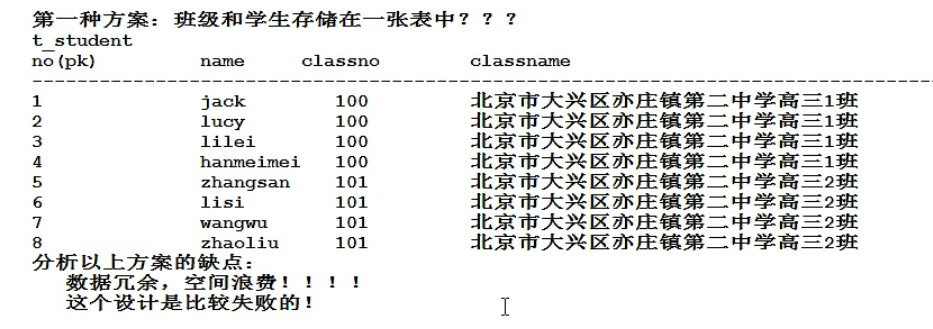 第一种方案：班级和学生存储在一张表中？？？
t_student
no(pk) name classno classname
----------------------------------------------------------------------------------
1 jack 100 北京市大兴区亦庄镇第二中学高三1班
2 lucy 100 北京市大兴区亦庄镇第二中学高三1班
3 lilei 100 北京市大兴区亦庄镇第二中学高三1班
4 hanmeimei 100 北京市大兴区亦庄镇第二中学高三1班
5 zhangsan 101 北京市大兴区亦庄镇第二中学高三2班
6 lisi 101 北京市大兴区亦庄镇第二中学高三2班
7 wangwu 101 北京市大兴区亦庄镇第二中学高三2班
8 zhaoliu 101 北京市大兴区亦庄镇第二中学高三2班
分析以上方案的缺点：
数据冗余，空间浪费！！！！
这个设计是比较失败的！